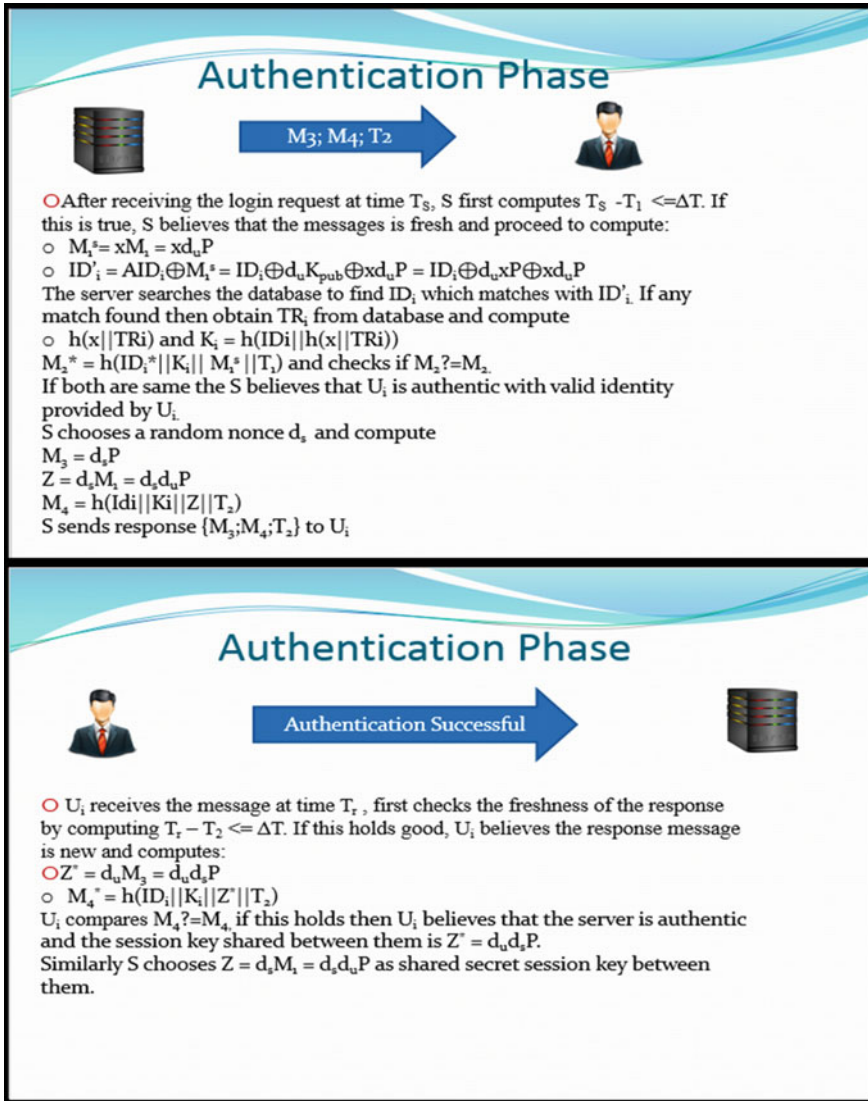 Authentication Phase
M3; M4; T2
After receiving the login request at time Tₛ, S first computes Tₛ -T₁ <=ΔT. If
this is true, S believes that the messages is fresh and proceed to compute:
M₁ˢ= xM₁ = xdᵤP
ID'ᵢ = AIDᵢ⊕M₁ˢ = IDᵢ⊕dᵤKₚᵤb⊕xdᵤP = IDᵢ⊕dᵤxP⊕xdᵤP
The server searches the database to find IDᵢ which matches with ID'ᵢ. If any
match found then obtain TRᵢ from database and compute
h(x||TRi) and Kᵢ = h(IDi||h(x||TRi))
M₂* = h(IDᵢ*||Kᵢ|| M₁ˢ ||T₁) and checks if M₂?=M₂.
If both are same the S believes that Uᵢ is authentic with valid identity
provided by Uᵢ.
S chooses a random nonce dₛ and compute
M₃ = dₛP
Z = dₛM₁ = dₛdᵤP
M₄ = h(Idi||Ki||Z||T₂)
S sends response {M₃;M₄;T₂} to Uᵢ
Authentication Phase
Authentication Successful
Uᵢ receives the message at time Tᵣ , first checks the freshness of the response
by computing Tᵣ – T₂ <= ΔT. If this holds good, Uᵢ believes the response message
is new and computes:
Z* = dᵤM₃ = dᵤdₛP
M₄* = h(IDᵢ||Kᵢ||Z*||T₂)
Uᵢ compares M₄?=M₄, if this holds then Uᵢ believes that the server is authentic
and the session key shared between them is Z* = dᵤdₛP.
Similarly S chooses Z = dₛM₁ = dₛdᵤP as shared secret session key between
them.